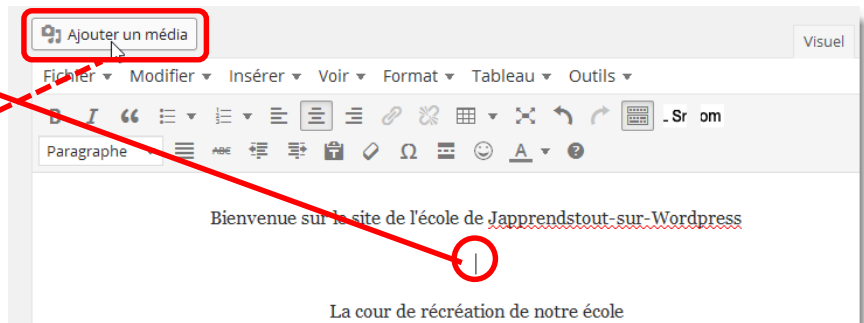 Ajouter un média
Visuel
Fichier Modifier Insérer Voir Format Tableau Outils
B I
Paragraphe ABE Ω A
Bienvenue sur le site de l'école de Japprendstout-sur-Wordpress
La cour de récréation de notre école